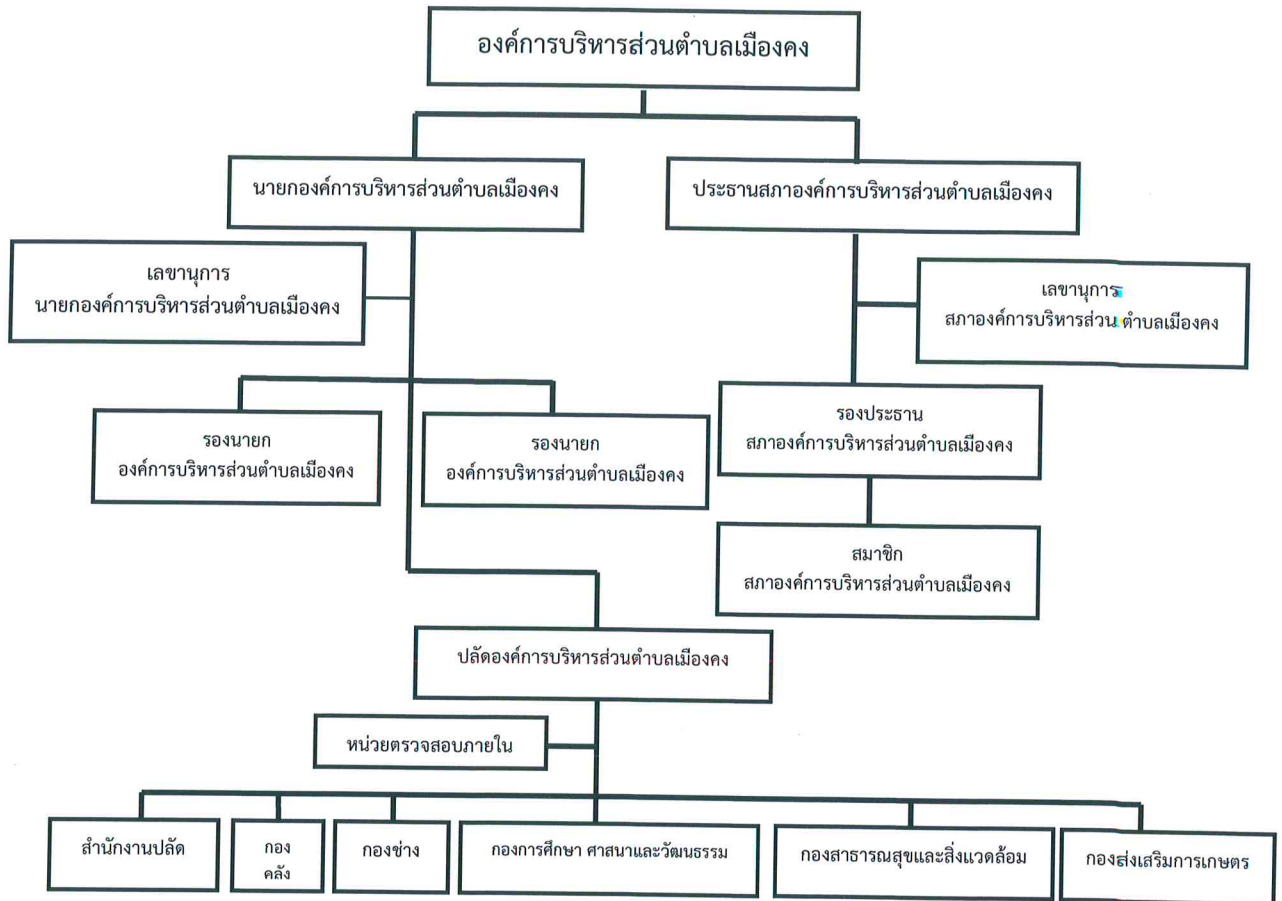 องค์การบริหารส่วนตำบลเมืองคง
นายกองค์การบริหารส่วนตำบลเมืองคง
ประธานสภาองค์การบริหารส่วนตำบลเมืองคง
เลขานุการ
นายกองค์การบริหารส่วนตำบลเมืองคง
เลขานุการ
สภาองค์การบริหารส่วน ตำบลเมืองคง
รองนายก
องค์การบริหารส่วนตำบลเมืองคง
รองนายก
องค์การบริหารส่วนตำบลเมืองคง
รองประธาน
สภาองค์การบริหารส่วนตำบลเมืองคง
สมาชิก
สภาองค์การบริหารส่วนตำบลเมืองคง
ปลัดองค์การบริหารส่วนตำบลเมืองคง
หน่วยตรวจสอบภายใน
สำนักงานปลัด
กอง
คลัง
กองช่าง
กองการศึกษา ศาสนาและวัฒนธรรม
กองสาธารณสุขและสิ่งแวดล้อม
กองส่งเสริมการเกษตร